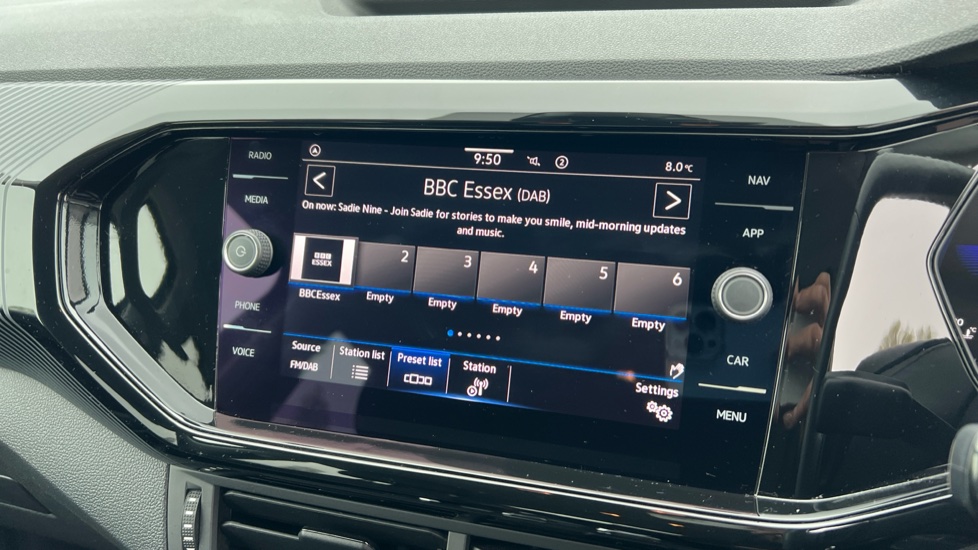 RADIO
MEDIA
PHONE
VOICE
9:50
2
8.0°C
<
BBC Essex (DAB)
>
On now: Sadie Nine - Join Sadie for stories to make you smile, mid-morning updates
and music.
BBC
ESSEX
2
3
4
5
6
BBCEssex
Empty
Empty
Empty
Empty
Empty
Source
FM/DAB
Station list
Preset list
Station
Settings
NAV
APP
CAR
MENU